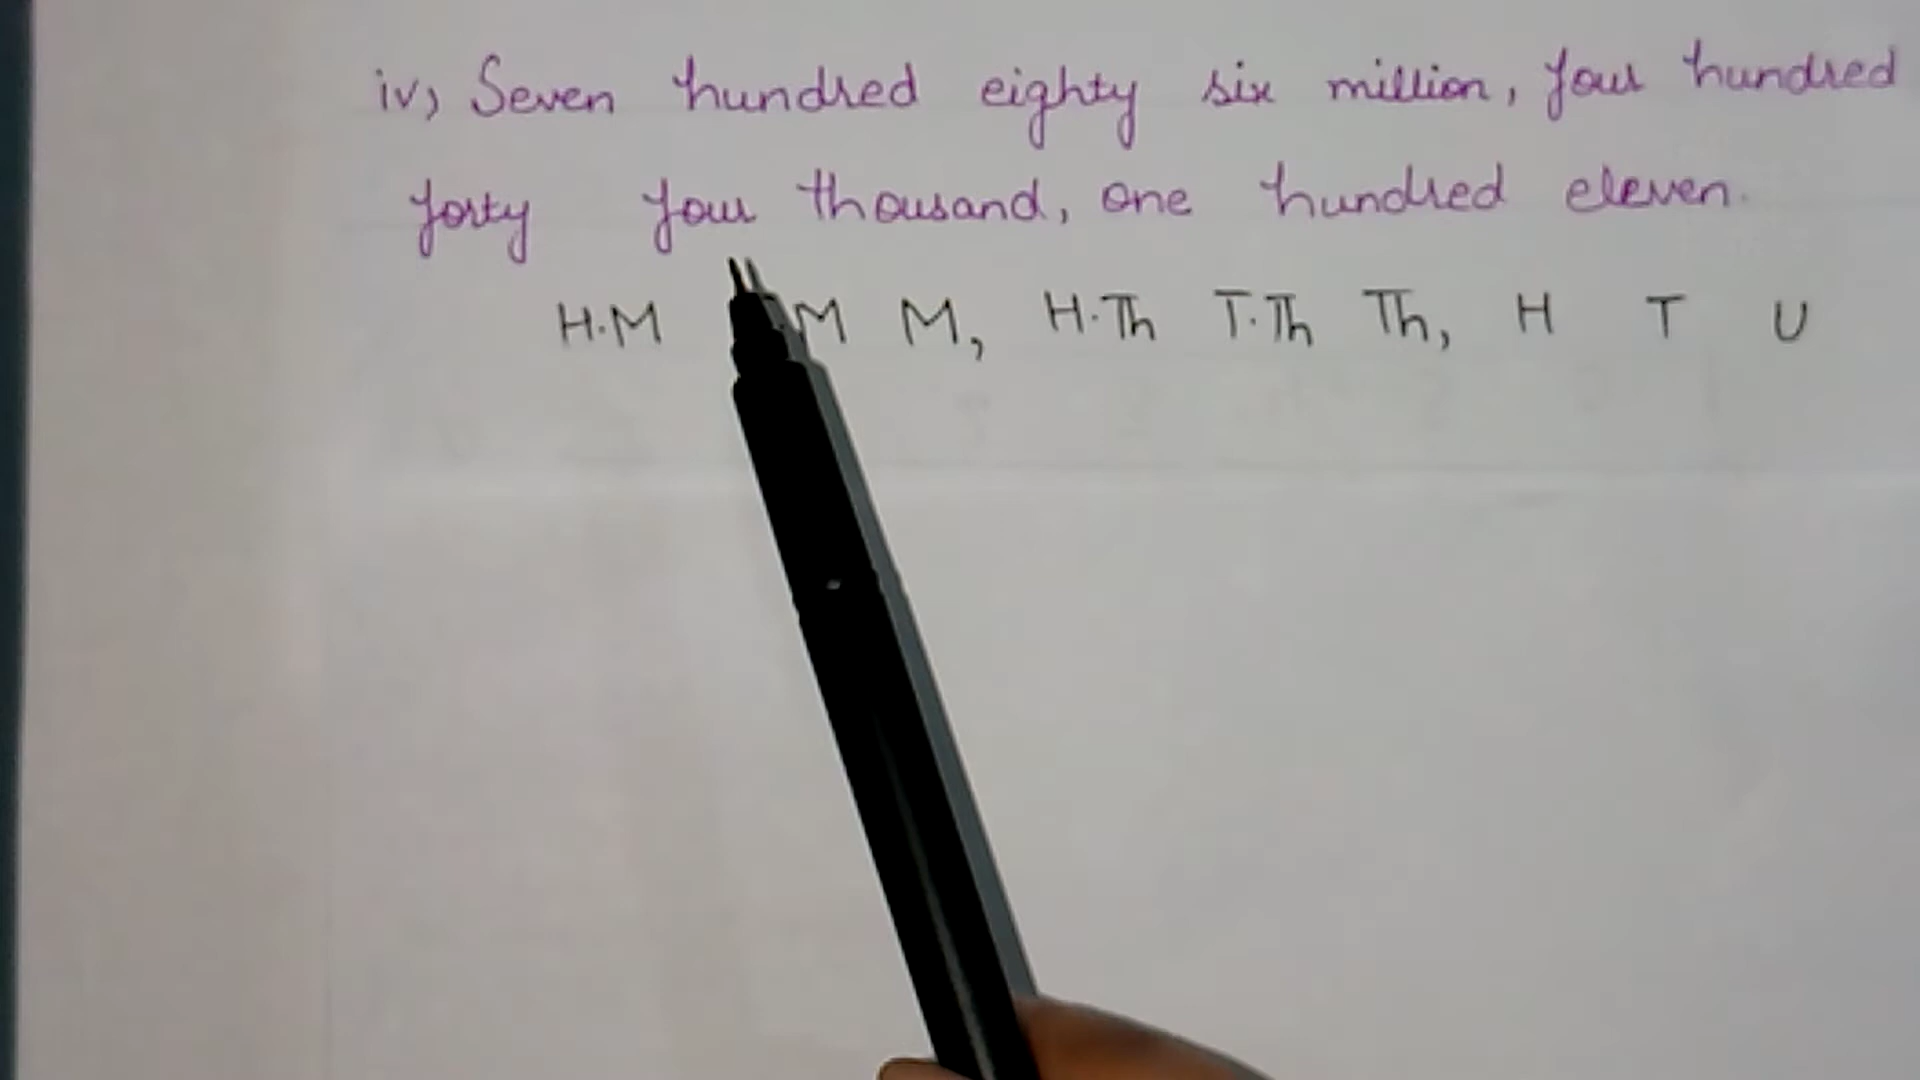 iv) Seven hundred eighty six million, four hundred
forty four thousand, one hundred eleven.
H.M M M, H.Th T.Th Th, H T U